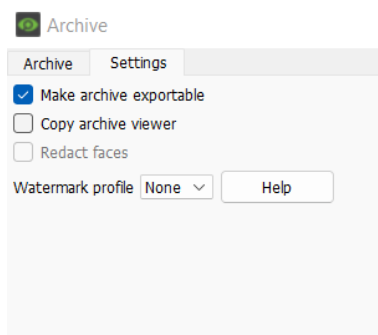 Archive
Archive Settings
Make archive exportable
Copy archive viewer
Redact faces
Watermark profile None Help